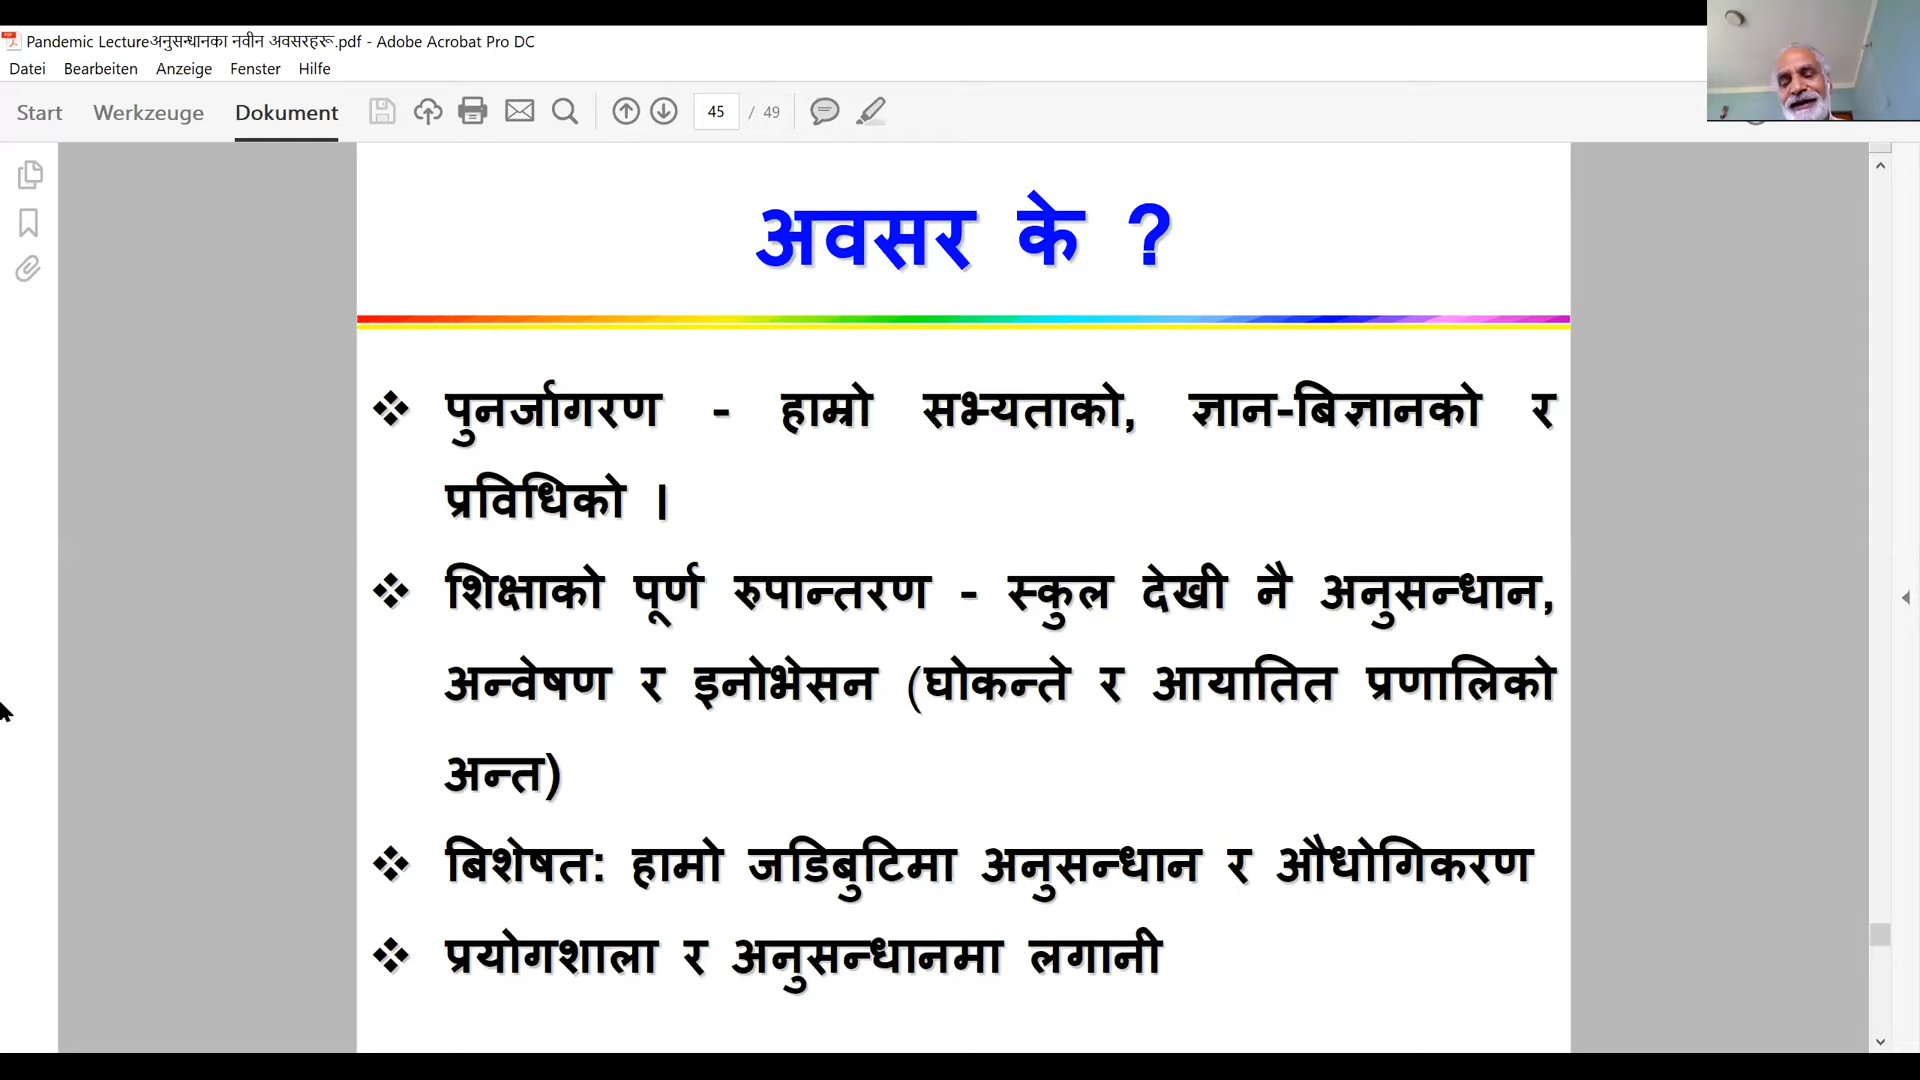 Pandemic Lectureअनुसन्धानका नवीन अवसरहरू.pdf - Adobe Acrobat Pro DC
Datei Bearbeiten Anzeige Fenster Hilfe
Start Werkzeuge Dokument 45 / 49
अवसर के ?
❖ पुनर्जागरण - हाम्रो सभ्यताको, ज्ञान-बिज्ञानको र
प्रविधिको ।
❖ शिक्षाको पूर्ण रुपान्तरण - स्कुल देखी नै अनुसन्धान,
अन्वेषण र इनोभेसन (घोकन्ते र आयातित प्रणालिको
अन्त)
❖ बिशेषत: हामो जडिबुटिमा अनुसन्धान र औधोगिकरण
❖ प्रयोगशाला र अनुसन्धानमा लगानी